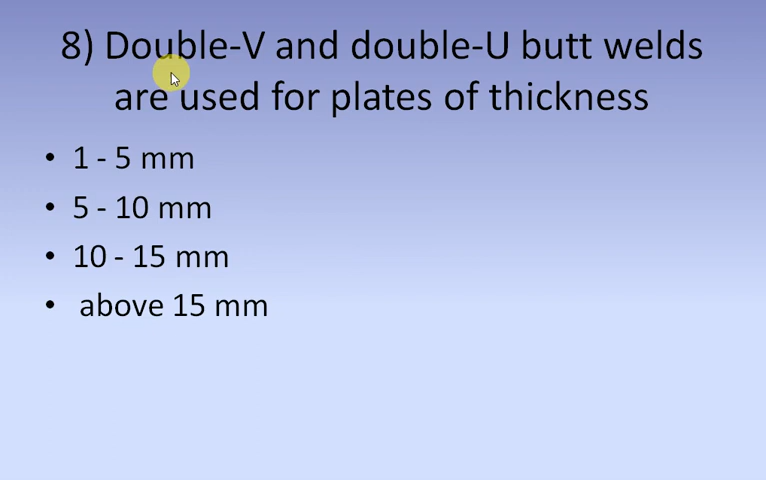 8) Double-V and double-U butt welds
are used for plates of thickness
• 1 - 5 mm
• 5 - 10 mm
• 10 - 15 mm
• above 15 mm